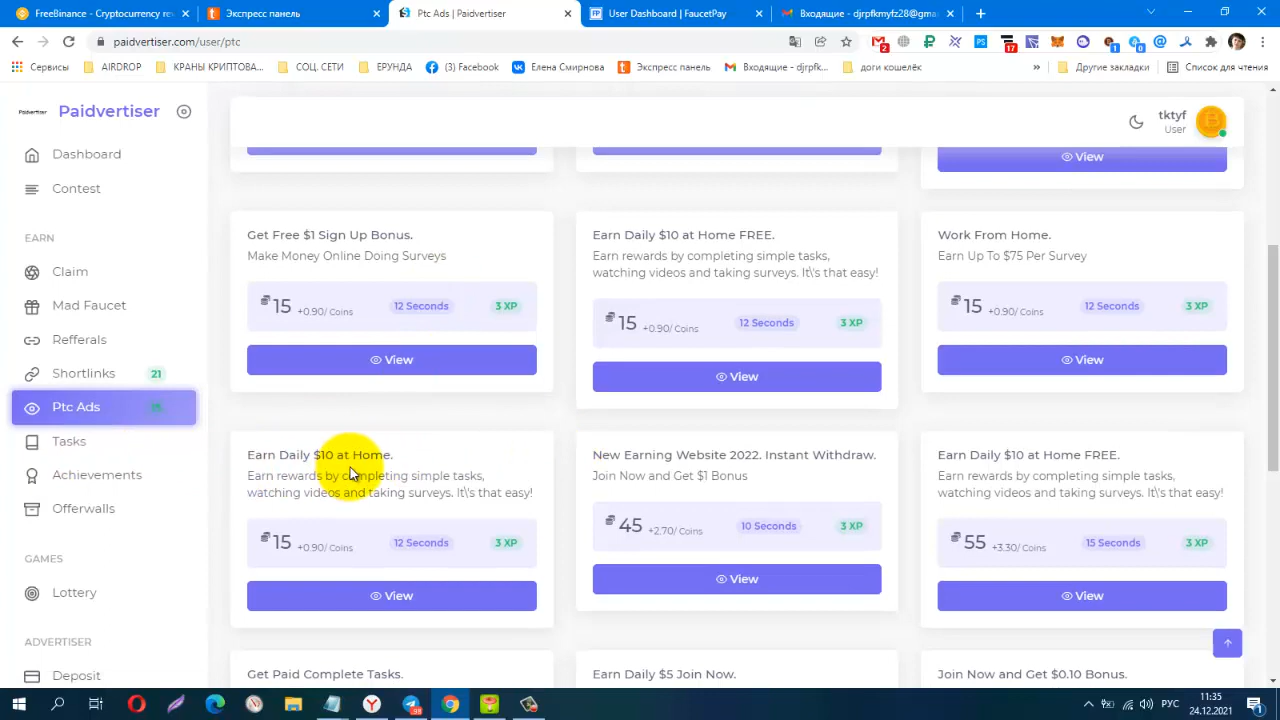 FreeBinance - Cryptocurrency rev
Экспресс панель
Ptc Ads | Paidvertiser
User Dashboard | FaucetPay
Входящие - djrpfkmyfz28@gmai
paidvertiser.com/user/ptc
2
17
1
0
Сервисы
AIRDROP
КРАНЫ КРИПТОВА...
СОЦ. СЕТИ
ЕРУНДА
(3) Facebook
Елена Смирнова
Экспресс панель
Входящие - djrpfk...
доги кошелёк
»
Другие закладки
Список для чтения
Paidvertiser
Paidvertiser
tktyf
User
Dashboard
Contest
EARN
Claim
Mad Faucet
Refferals
Shortlinks 21
Ptc Ads
Tasks
Achievements
Offerwalls
GAMES
Lottery
ADVERTISER
Deposit
View
Get Free $1 Sign Up Bonus.
Make Money Online Doing Surveys
15 +0.90/ Coins 12 Seconds 3 XP
View
Earn Daily $10 at Home FREE.
Earn rewards by completing simple tasks,
watching videos and taking surveys. It\'s that easy!
15 +0.90/ Coins 12 Seconds 3 XP
View
Work From Home.
Earn Up To $75 Per Survey
15 +0.90/ Coins 12 Seconds 3 XP
View
Earn Daily $10 at Home.
Earn rewards by completing simple tasks,
watching videos and taking surveys. It\'s that easy!
15 +0.90/ Coins 12 Seconds 3 XP
View
New Earning Website 2022. Instant Withdraw.
Join Now and Get $1 Bonus
45 +2.70/ Coins 10 Seconds 3 XP
View
Earn Daily $10 at Home FREE.
Earn rewards by completing simple tasks,
watching videos and taking surveys. It\'s that easy!
55 +3.30/ Coins 15 Seconds 3 XP
View
Get Paid Complete Tasks.
Earn Daily $5 Join Now.
Join Now and Get $0.10 Bonus.
РУС
11:35
24.12.2021